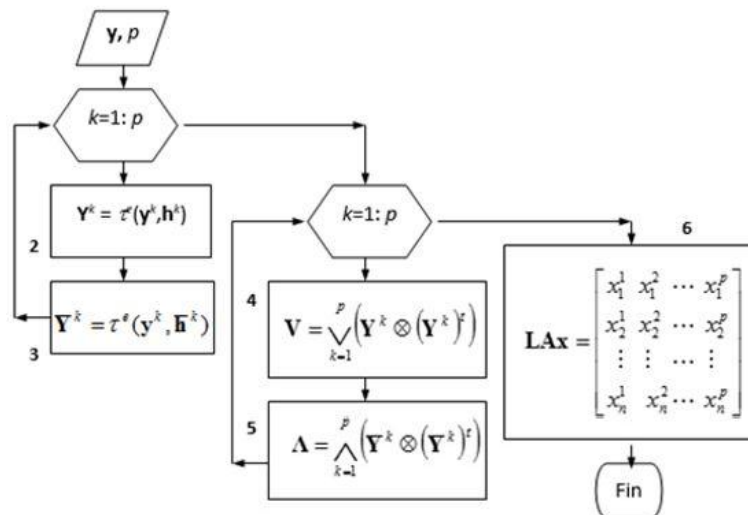 y, p
k=1: p
Y^k = τ^e(y^k,h^k)
2
Ȳ^k = τ^e(y^k, h̄^k)
3
k=1: p
4
V = ⋁_{k=1}^{p} (Y^k ⊗ (Y^k)^t)
5
Λ = ⋀_{k=1}^{p} (Ȳ^k ⊗ (Ȳ^k)^t)
6
LAx = [ x_1^1 x_1^2 ⋯ x_1^p
x_2^1 x_2^2 ⋯ x_2^p
⋮ ⋮ ⋯ ⋮
x_n^1 x_n^2 ⋯ x_n^p ]
Fin